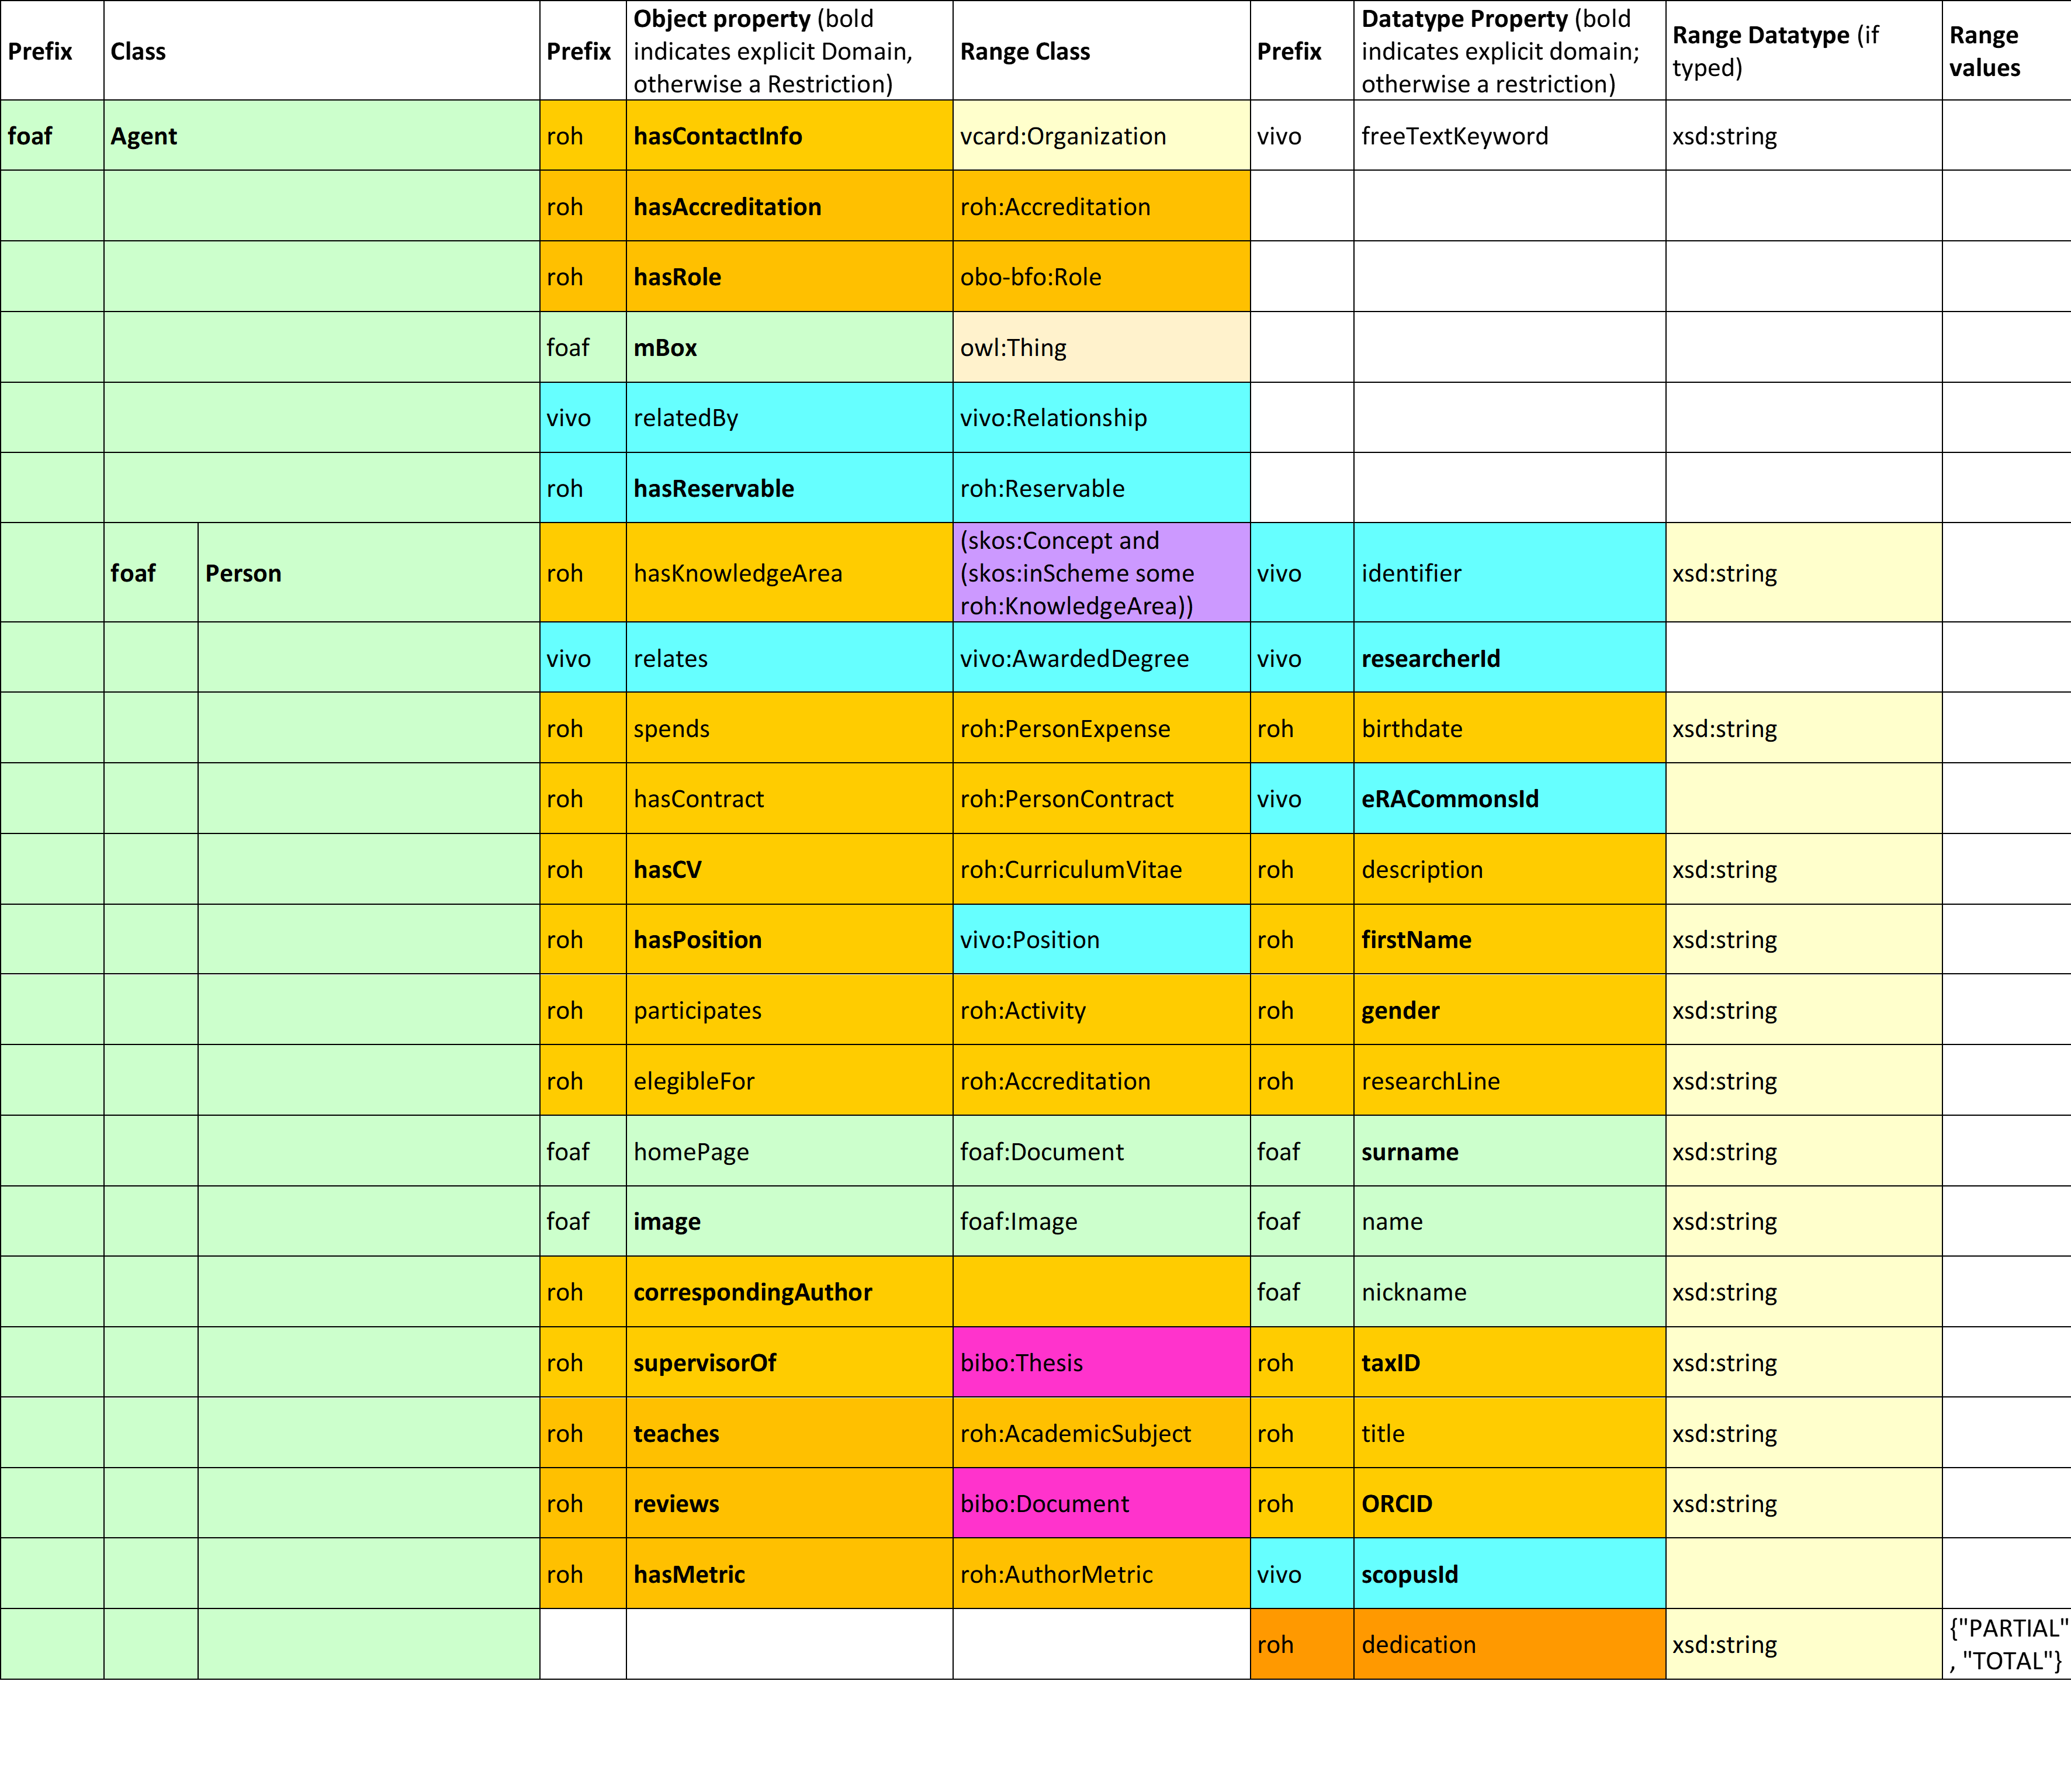 Prefix Class Prefix Object property (bold indicates explicit Domain, otherwise a Restriction) Range Class Prefix Datatype Property (bold indicates explicit domain; otherwise a restriction) Range Datatype (if typed) Range values
foaf Agent roh hasContactInfo vcard:Organization vivo freeTextKeyword xsd:string
roh hasAccreditation roh:Accreditation
roh hasRole obo-bfo:Role
foaf mBox owl:Thing
vivo relatedBy vivo:Relationship
roh hasReservable roh:Reservable
foaf Person roh hasKnowledgeArea (skos:Concept and (skos:inScheme some roh:KnowledgeArea)) vivo identifier xsd:string
vivo relates vivo:AwardedDegree vivo researcherId
roh spends roh:PersonExpense roh birthdate xsd:string
roh hasContract roh:PersonContract vivo eRACommonsId
roh hasCV roh:CurriculumVitae roh description xsd:string
roh hasPosition vivo:Position roh firstName xsd:string
roh participates roh:Activity roh gender xsd:string
roh elegibleFor roh:Accreditation roh researchLine xsd:string
foaf homePage foaf:Document foaf surname xsd:string
foaf image foaf:Image foaf name xsd:string
roh correspondingAuthor foaf nickname xsd:string
roh supervisorOf bibo:Thesis roh taxID xsd:string
roh teaches roh:AcademicSubject roh title xsd:string
roh reviews bibo:Document roh ORCID xsd:string
roh hasMetric roh:AuthorMetric vivo scopusId
roh dedication xsd:string {"PARTIAL" , "TOTAL"}